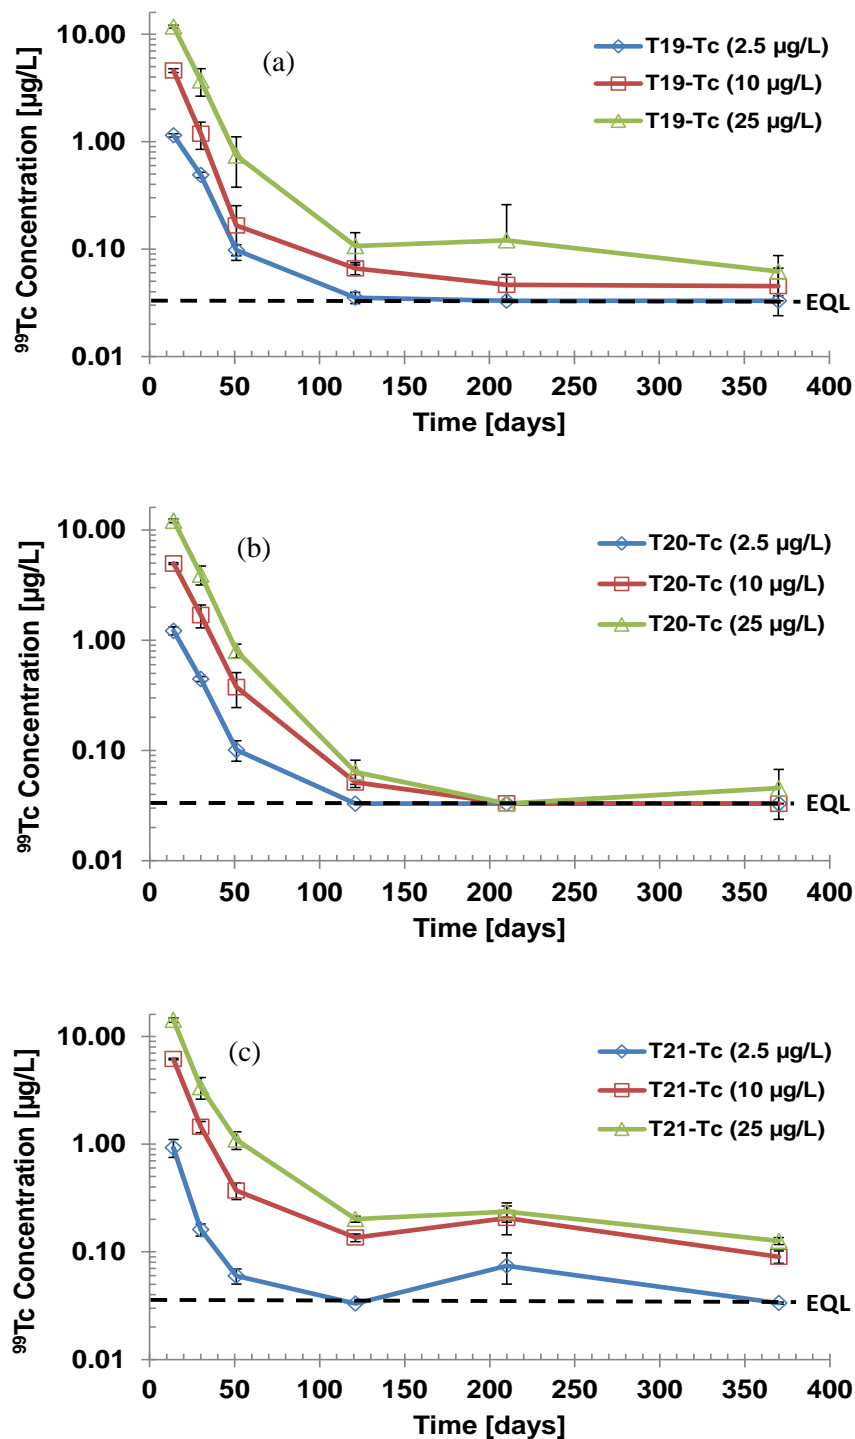 (a)
⁹⁹Tc Concentration [µg/L]
10.00
1.00
0.10
0.01
T19-Tc (2.5 µg/L)
T19-Tc (10 µg/L)
T19-Tc (25 µg/L)
EQL
0 50 100 150 200 250 300 350 400
Time [days]
(b)
⁹⁹Tc Concentration [µg/L]
10.00
1.00
0.10
0.01
T20-Tc (2.5 µg/L)
T20-Tc (10 µg/L)
T20-Tc (25 µg/L)
EQL
0 50 100 150 200 250 300 350 400
Time [days]
(c)
⁹⁹Tc Concentration [µg/L]
10.00
1.00
0.10
0.01
T21-Tc (2.5 µg/L)
T21-Tc (10 µg/L)
T21-Tc (25 µg/L)
EQL
0 50 100 150 200 250 300 350 400
Time [days]